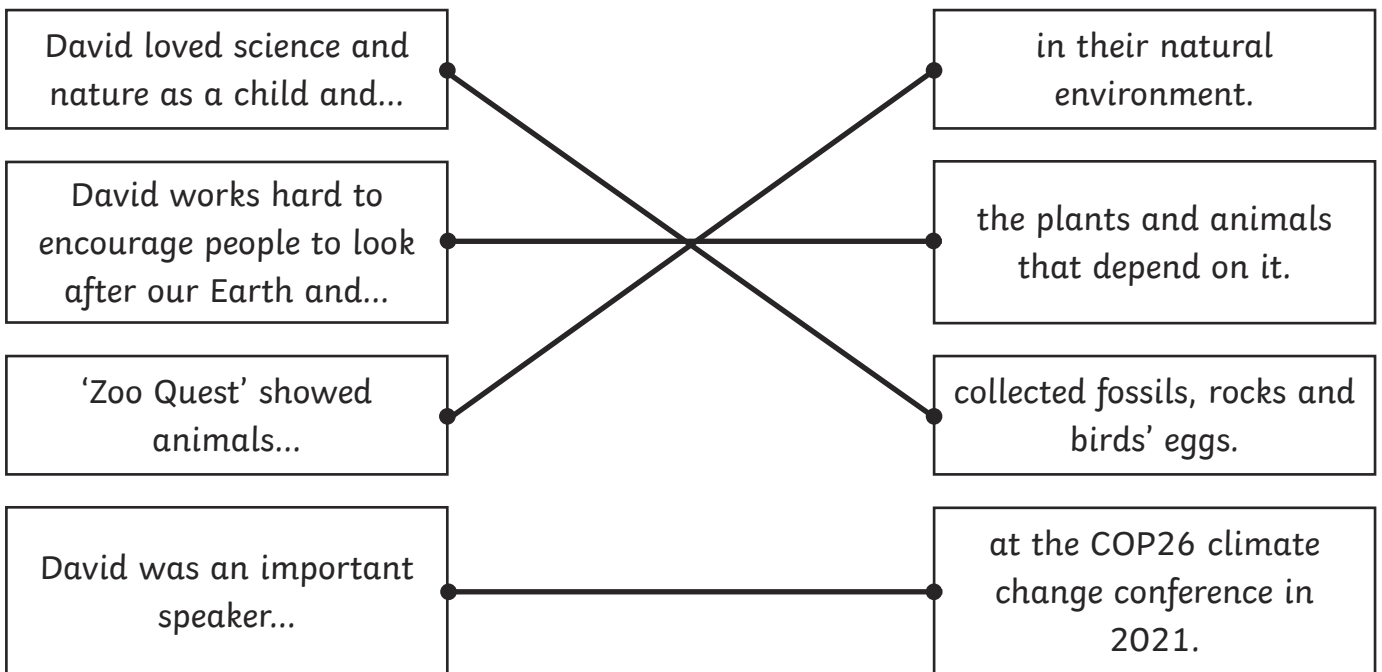 David loved science and
nature as a child and...
in their natural
environment.
David works hard to
encourage people to look
after our Earth and...
the plants and animals
that depend on it.
‘Zoo Quest’ showed
animals...
collected fossils, rocks and
birds’ eggs.
David was an important
speaker...
at the COP26 climate
change conference in
2021.